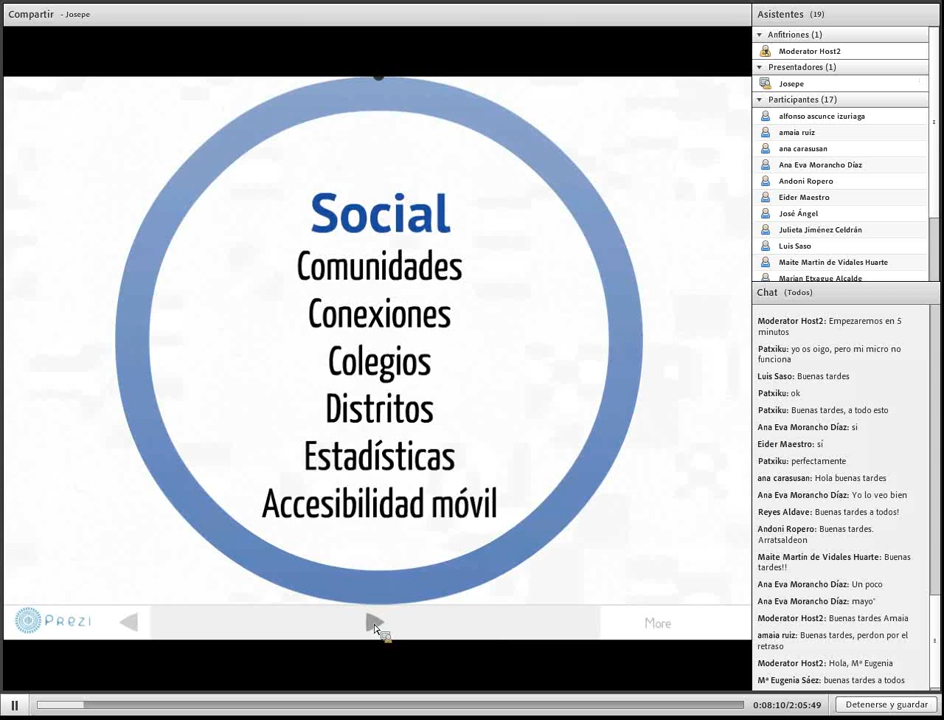 Compartir - Josepe
Social
Comunidades
Conexiones
Colegios
Distritos
Estadísticas
Accesibilidad móvil
Prezi
More
Asistentes (19)
Anfitriones (1)
Moderator Host2
Presentadores (1)
Josepe
Participantes (17)
alfonso ascunce izuriaga
amaia ruiz
ana carasusan
Ana Eva Morancho Díaz
Andoni Ropero
Eider Maestro
José Ángel
Julieta Jiménez Celdrán
Luis Saso
Maite Martin de Vidales Huarte
Marian Etxague Alcalde
Chat (Todos)
Moderator Host2: Empezaremos en 5
minutos
Patxiku: yo os oigo, pero mi micro no
funciona
Luis Saso: Buenas tardes
Patxiku: ok
Patxiku: Buenas tardes, a todo esto
Ana Eva Morancho Díaz: si
Eider Maestro: sí
Patxiku: perfectamente
ana carasusan: Hola buenas tardes
Ana Eva Morancho Díaz: Yo lo veo bien
Reyes Aldave: Buenas tardes a todos!
Andoni Ropero: Buenas tardes.
Arratsaldeon
Maite Martin de Vidales Huarte: Buenas
tardes!!
Ana Eva Morancho Díaz: Un poco
Ana Eva Morancho Díaz: mayo'
Moderator Host2: Buenas tardes Amaia
amaia ruiz: Buenas tardes, perdon por el
retraso
Moderator Host2: Hola, Mª Eugenia
Mª Eugenia Sáez: buenas tardes a todos
0:08:10/2:05:49
Detenerse y guardar